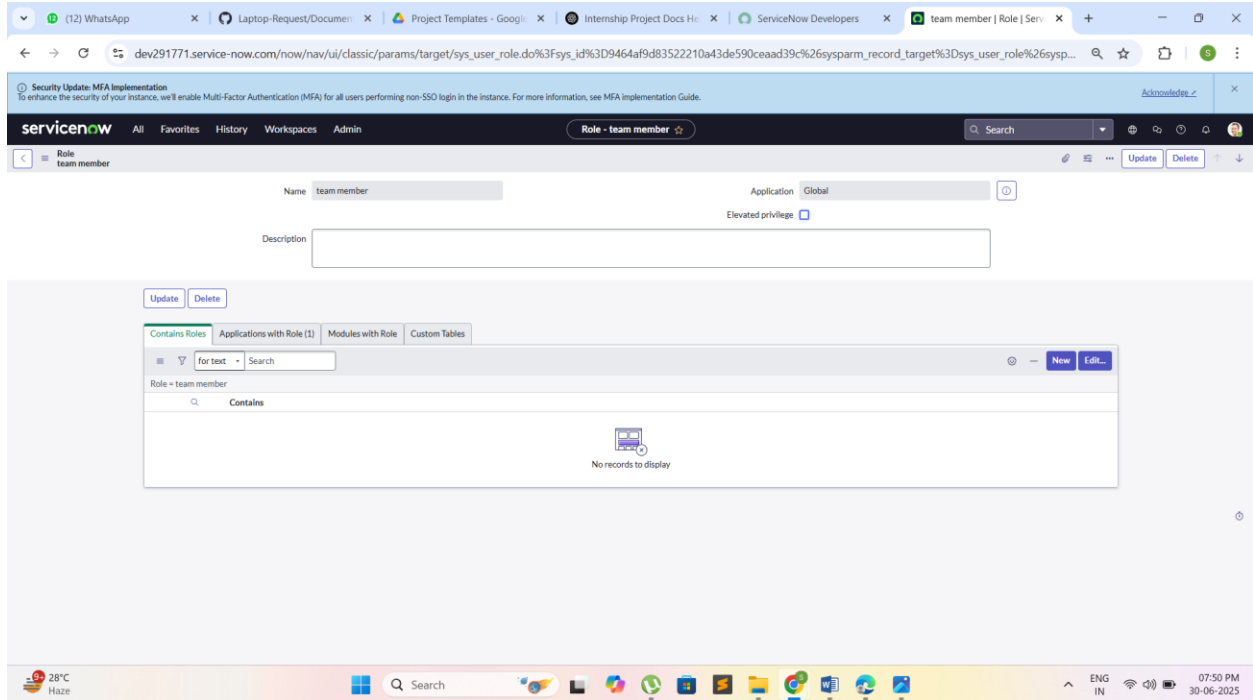 (12) WhatsApp
Laptop-Request/Documen
Project Templates - Google
Internship Project Docs He
ServiceNow Developers
team member | Role | Serv
dev291771.service-now.com/now/nav/ui/classic/params/target/sys_user_role.do%3Fsys_id%3D9464af9d83522210a43de590ceaad39c%26sysparm_record_target%3Dsys_user_role%26sysp...
S
Security Update: MFA Implementation
To enhance the security of your instance, we'll enable Multi-Factor Authentication (MFA) for all users performing non-SSO login in the instance. For more information, see MFA implementation Guide.
Acknowledge
servicenow All Favorites History Workspaces Admin
Role - team member
Search
Role
team member
Update Delete
Name team member
Application Global
Elevated privilege
Description
Update Delete
Contains Roles Applications with Role (1) Modules with Role Custom Tables
for text Search
New Edit...
Role = team member
Contains
No records to display
9+
28°C
Haze
Search
ENG
IN
07:50 PM
30-06-2025